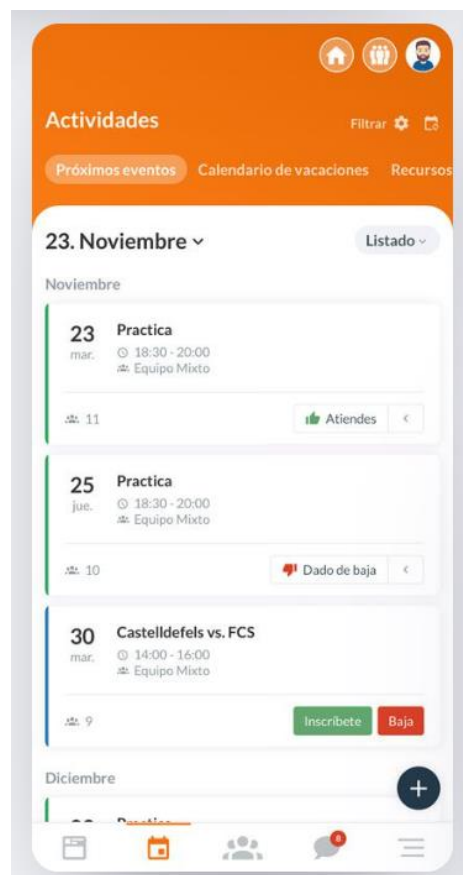 Actividades
Filtrar
Próximos eventos Calendario de vacaciones Recursos
23. Noviembre
Listado
Noviembre
23 Practica
mar. 18:30 - 20:00
Equipo Mixto
11 Atiendes
25 Practica
jue. 18:30 - 20:00
Equipo Mixto
10 Dado de baja
30 Castelldefels vs. FCS
mar. 14:00 - 16:00
Equipo Mixto
9 Inscríbete Baja
Diciembre
8